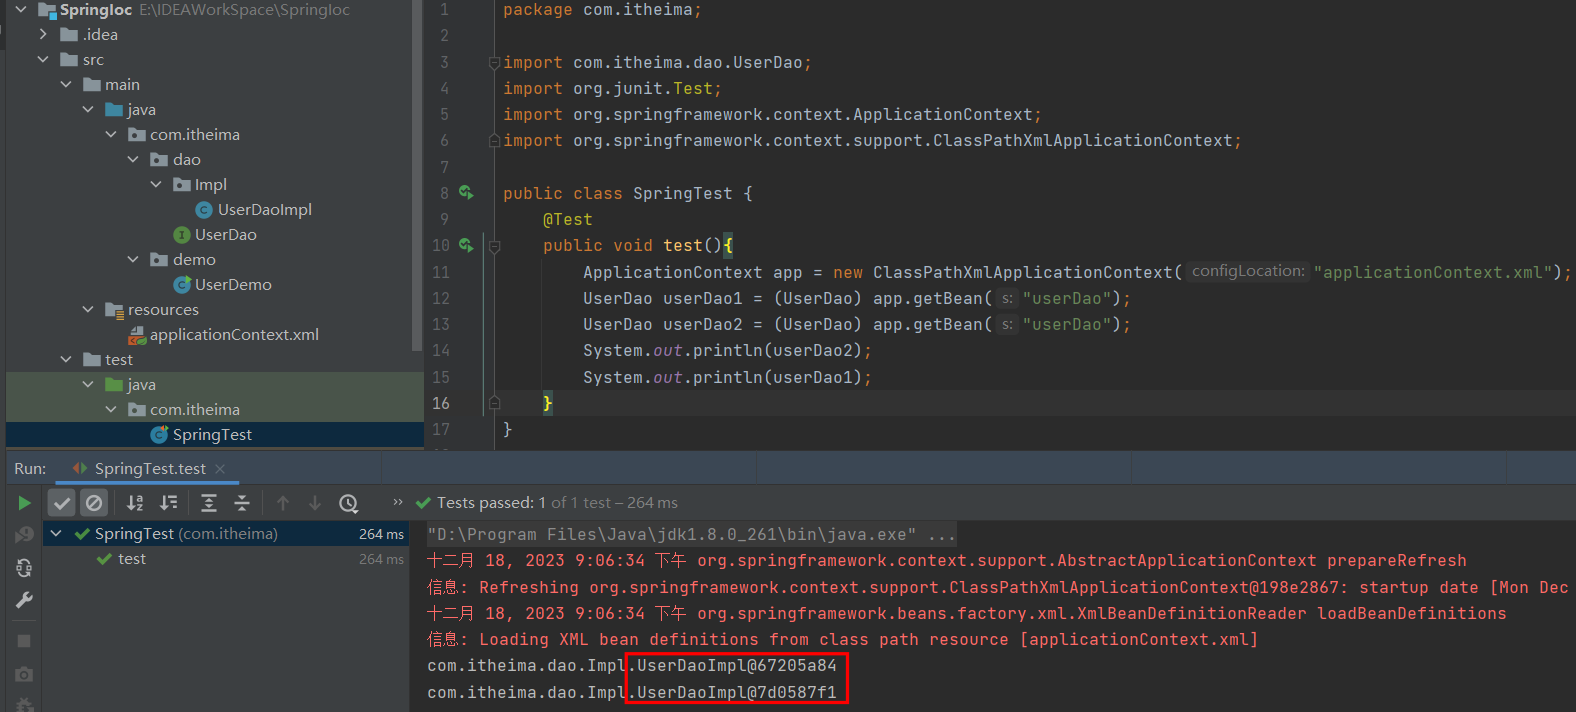 SpringIoc E:\IDEAWorkSpace\SpringIoc
.idea
src
main
java
com.itheima
dao
Impl
UserDaoImpl
UserDao
demo
UserDemo
resources
applicationContext.xml
test
java
com.itheima
SpringTest
1 package com.itheima;
2
3 import com.itheima.dao.UserDao;
4 import org.junit.Test;
5 import org.springframework.context.ApplicationContext;
6 import org.springframework.context.support.ClassPathXmlApplicationContext;
7
8 public class SpringTest {
9 @Test
10 public void test(){
11 ApplicationContext app = new ClassPathXmlApplicationContext( configLocation: "applicationContext.xml");
12 UserDao userDao1 = (UserDao) app.getBean( s: "userDao");
13 UserDao userDao2 = (UserDao) app.getBean( s: "userDao");
14 System.out.println(userDao2);
15 System.out.println(userDao1);
16 }
17 }
Run: SpringTest.test
Tests passed: 1 of 1 test – 264 ms
SpringTest (com.itheima) 264 ms
test 264 ms
"D:\Program Files\Java\jdk1.8.0_261\bin\java.exe" ...
十二月 18, 2023 9:06:34 下午 org.springframework.context.support.AbstractApplicationContext prepareRefresh
信息: Refreshing org.springframework.context.support.ClassPathXmlApplicationContext@198e2867: startup date [Mon Dec
十二月 18, 2023 9:06:34 下午 org.springframework.beans.factory.xml.XmlBeanDefinitionReader loadBeanDefinitions
信息: Loading XML bean definitions from class path resource [applicationContext.xml]
com.itheima.dao.Impl.UserDaoImpl@67205a84
com.itheima.dao.Impl.UserDaoImpl@7d0587f1